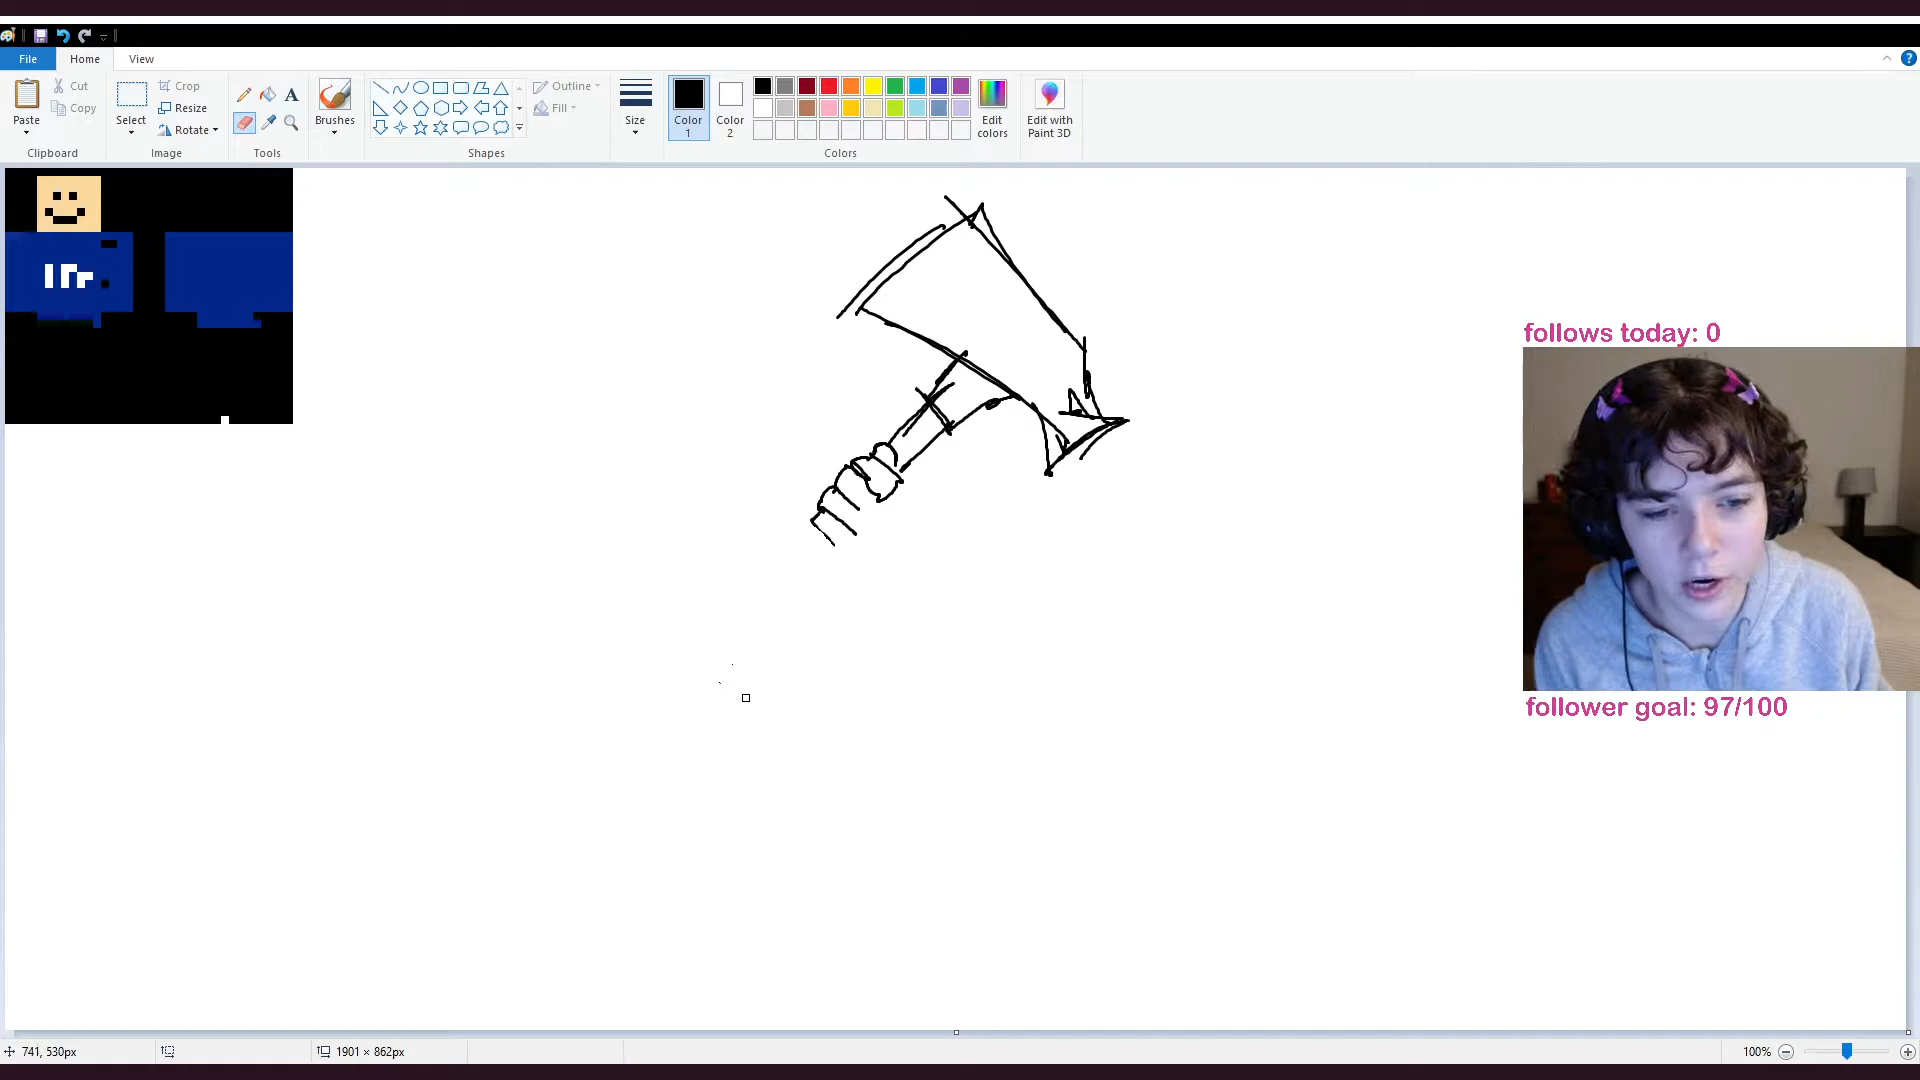 File Home View
Paste Cut Copy Clipboard
Select Crop Resize Rotate Image
A
Tools
Brushes
Shapes
Outline Fill
Size
Color 1
Color 2
Edit colors
Colors
Edit with Paint 3D
?
follows today: 0
follower goal: 97/100
741, 530px
1901 × 862px
100%